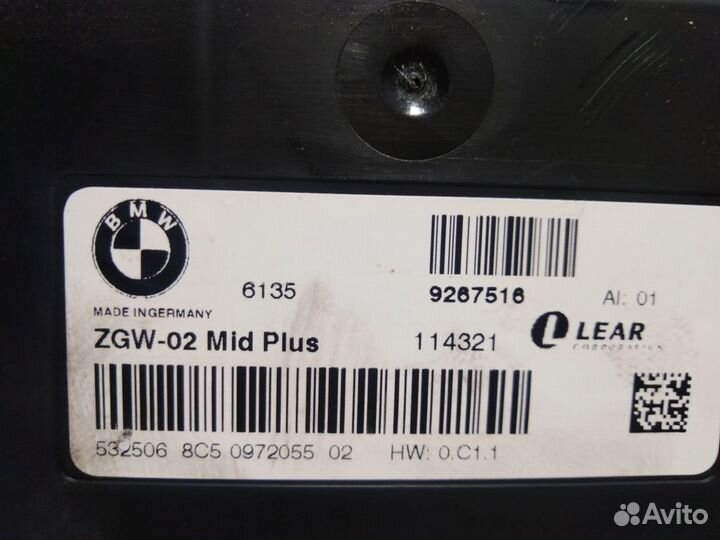 BMW
6135
9267516
AI: 01
MADE INGERMANY
ZGW-02 Mid Plus
114321
LEAR
CORPORATION
532506 8C5 0972055 02
HW: 0.C1.1
Avito